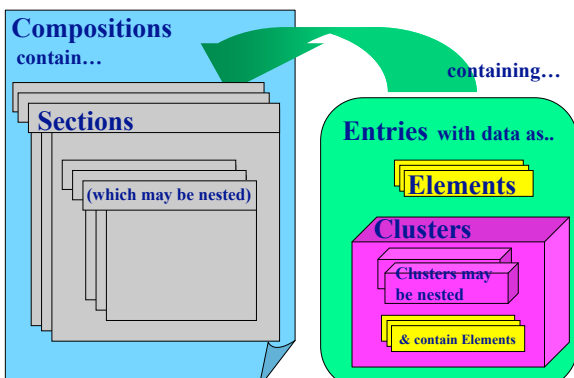 Compositions
contain…
Sections
(which may be nested)
containing…
Entries with data as..
Elements
Clusters
Clusters may
be nested
& contain Elements